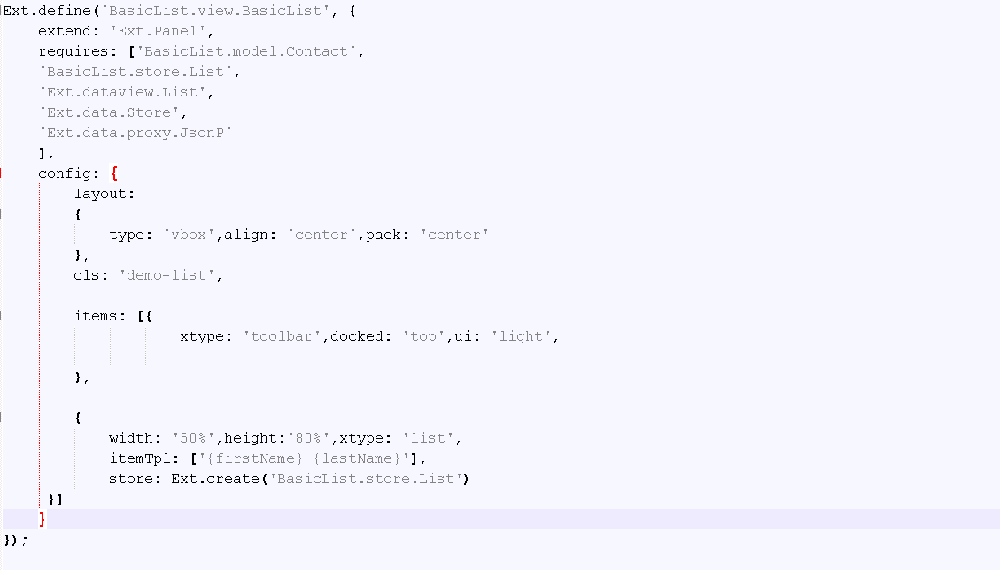 Ext.define('BasicList.view.BasicList', {
    extend: 'Ext.Panel',
    requires: ['BasicList.model.Contact',
    'BasicList.store.List',
    'Ext.dataview.List',
    'Ext.data.Store',
    'Ext.data.proxy.JsonP'
    ],
    config: {
        layout:
        {
            type: 'vbox',align: 'center',pack: 'center'
        },
        cls: 'demo-list',
        items: [{
                    xtype: 'toolbar',docked: 'top',ui: 'light',
        },
        {
            width: '50%',height:'80%',xtype: 'list',
            itemTpl: ['{firstName} {lastName}'],
            store: Ext.create('BasicList.store.List')
     }]
    }
});